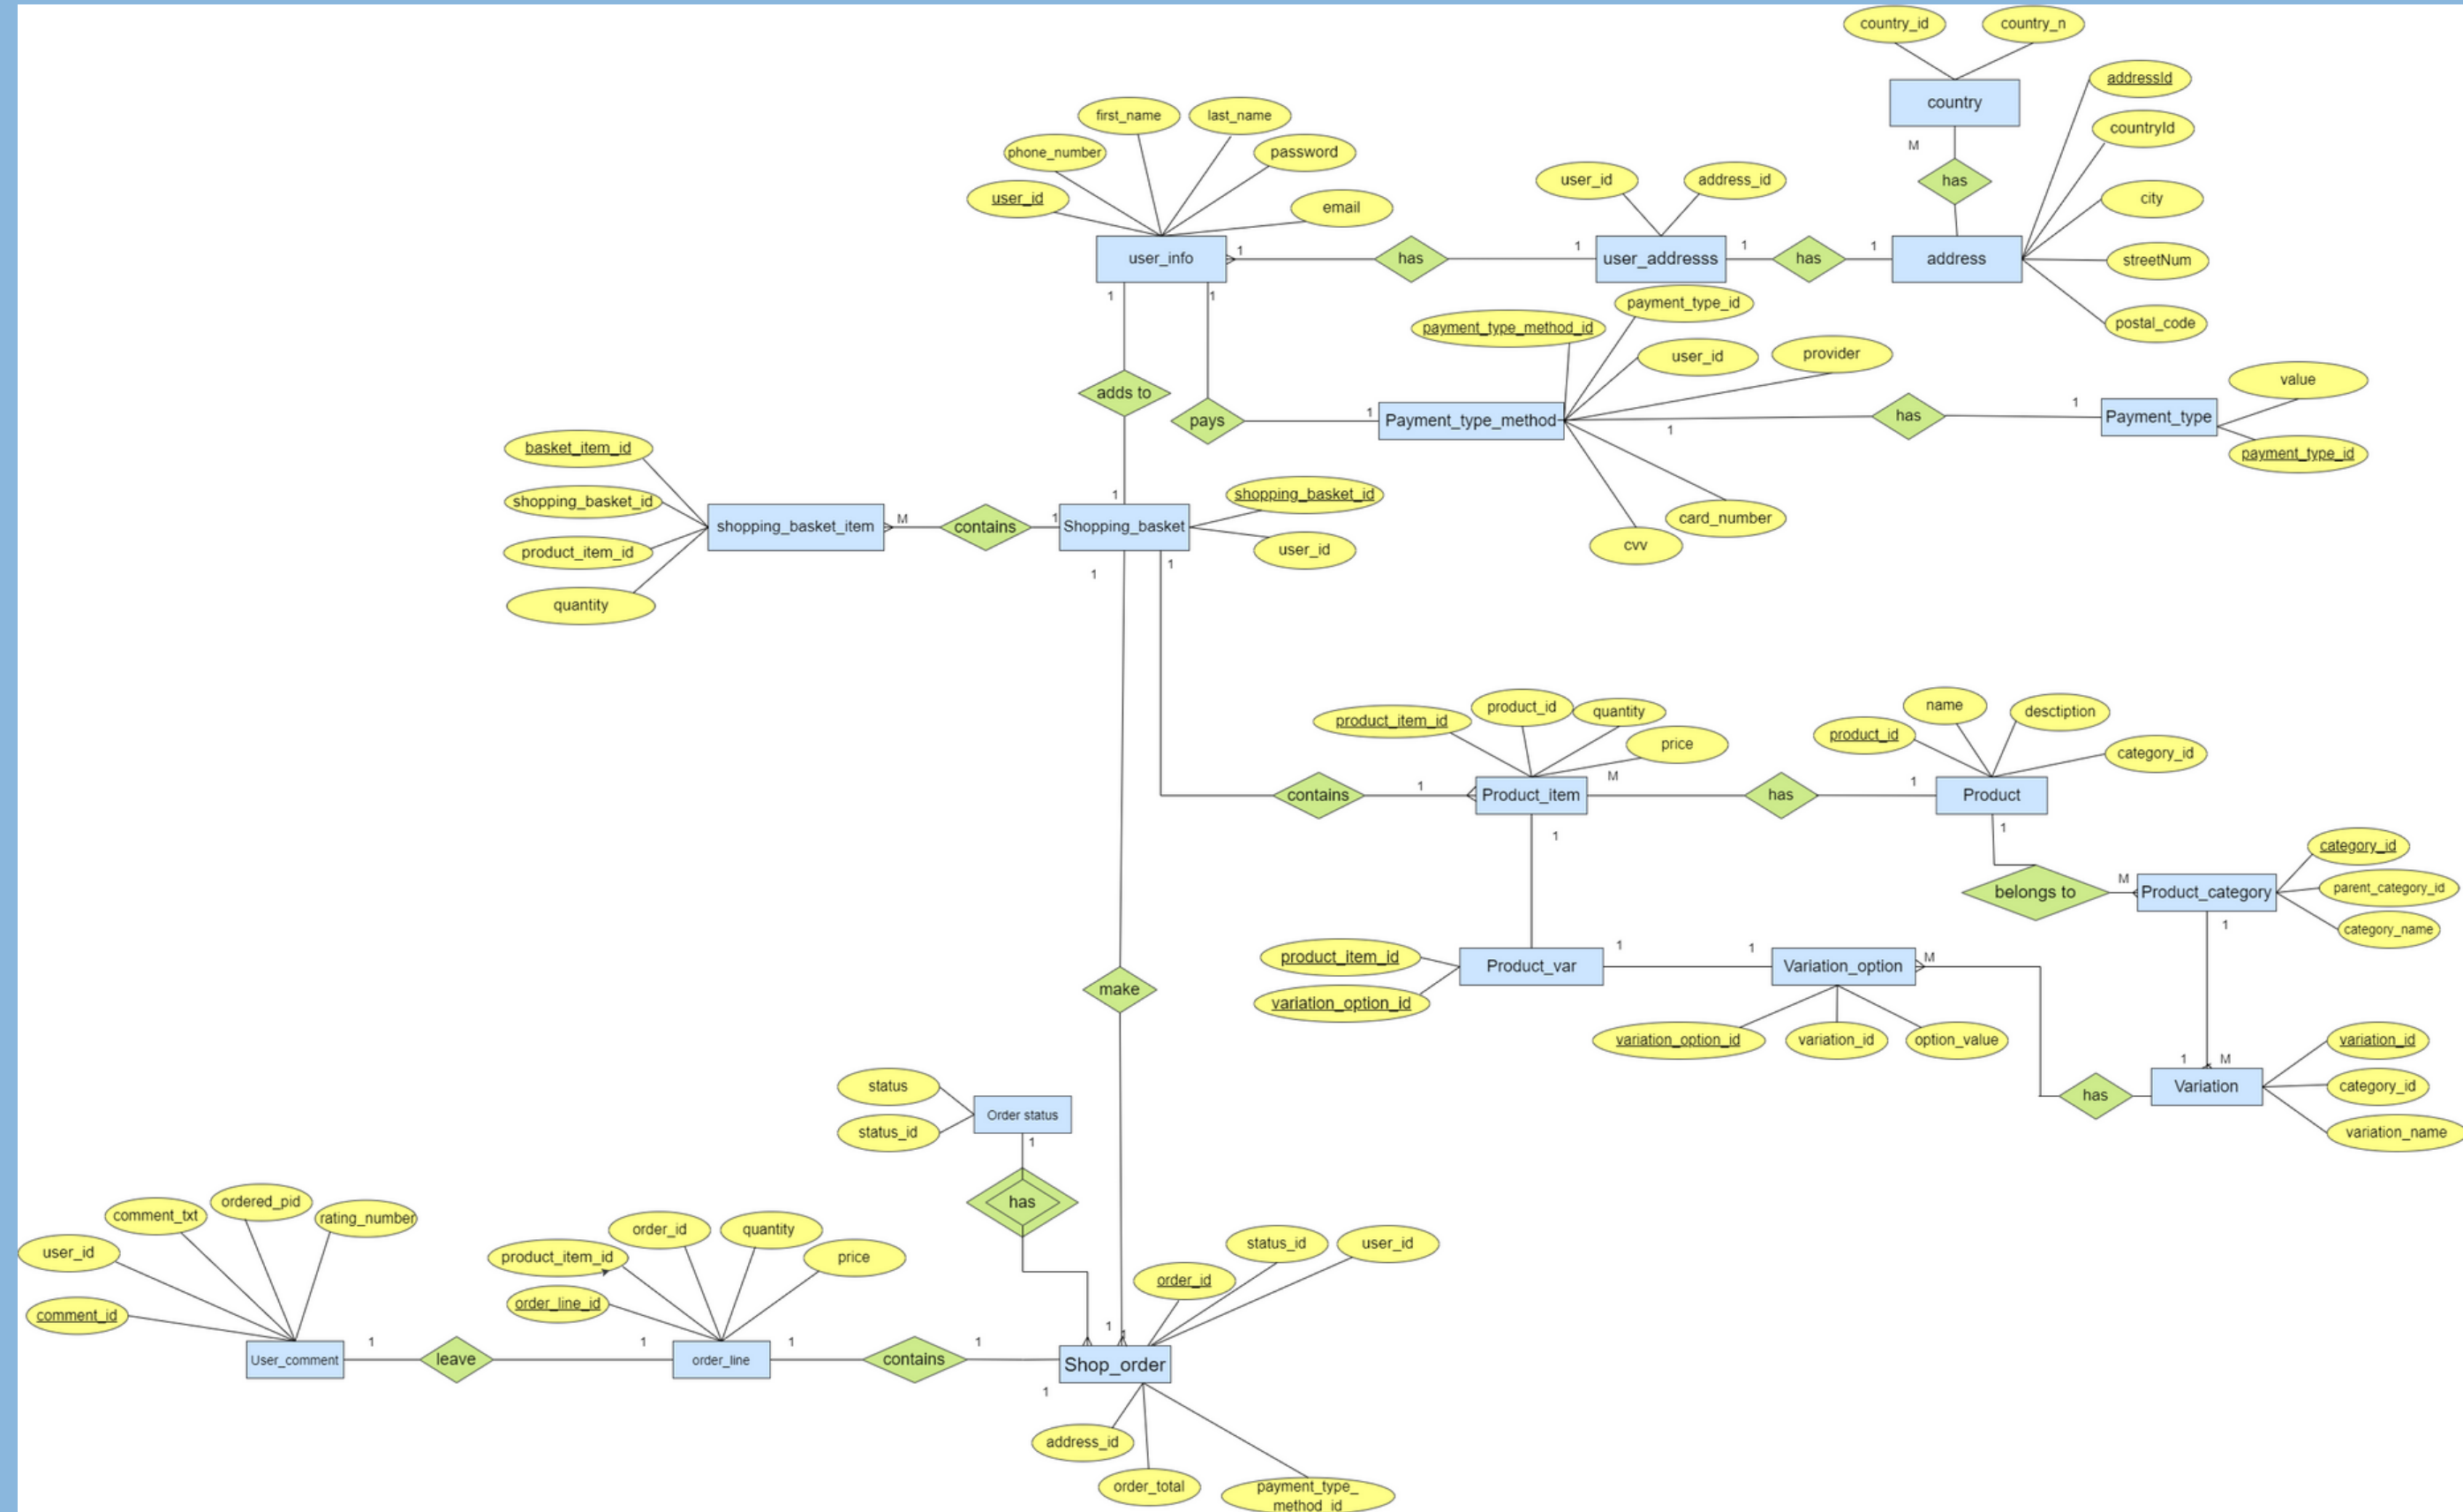 country_id
country_n
country
addressId
countryId
city
streetNum
postal_code
M
has
address
first_name
last_name
phone_number
password
user_id
email
user_info
1
has
1
user_id
address_id
user_addresss
1
has
1
1
1
adds to
pays
1
payment_type_id
payment_type_method_id
user_id
provider
Payment_type_method
1
has
1
Payment_type
value
payment_type_id
card_number
cvv
basket_item_id
shopping_basket_id
product_item_id
quantity
shopping_basket_item
M
contains
1
1
Shopping_basket
shopping_basket_id
user_id
1
1
product_item_id
product_id
quantity
price
contains
1
Product_item
M
has
1
Product
product_id
name
desctiption
category_id
1
1
belongs to
M
Product_category
category_id
parent_category_id
category_name
1
product_item_id
variation_option_id
Product_var
1
1
Variation_option
M
variation_option_id
variation_id
option_value
has
1
M
Variation
variation_id
category_id
variation_name
make
status
status_id
Order status
1
has
user_id
comment_txt
ordered_pid
rating_number
comment_id
User_comment
1
leave
1
product_item_id
order_id
quantity
price
order_line_id
order_line
1
contains
1
1
1
1
Shop_order
order_id
status_id
user_id
address_id
order_total
payment_type_
method_id